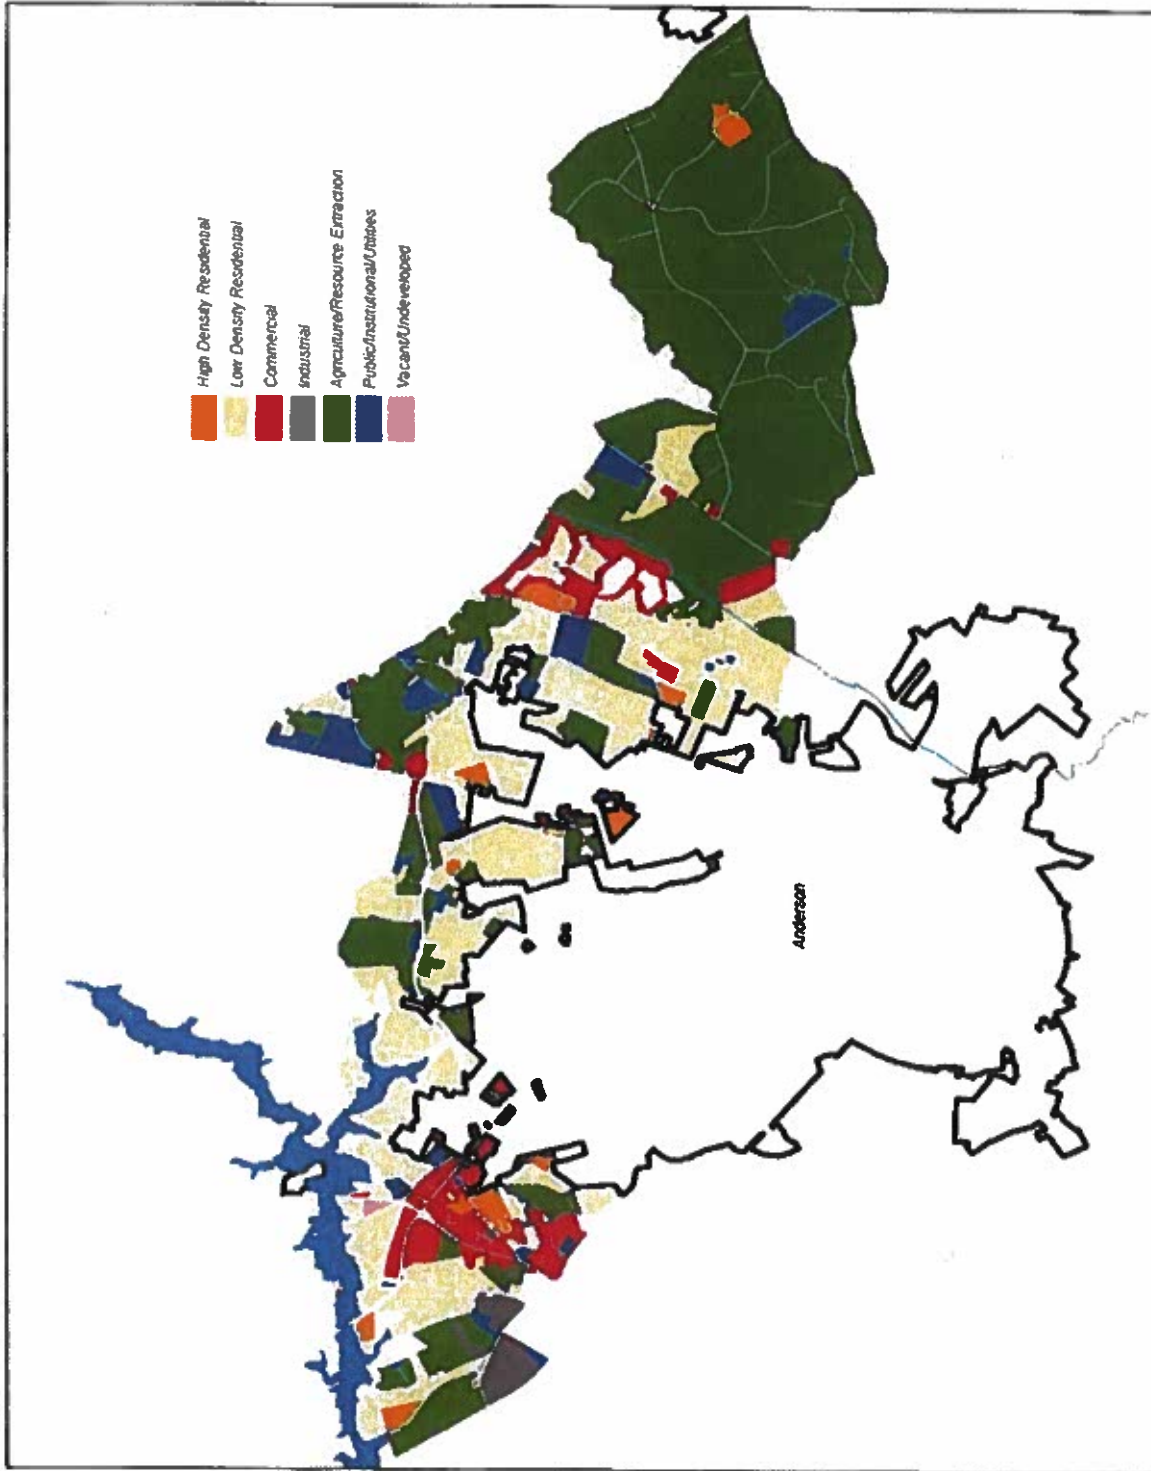 High Density Residential
Low Density Residential
Commercial
Industrial
Agriculture/Resource Extraction
Public/Institutional/Utilities
Vacant/Undeveloped
Anderson